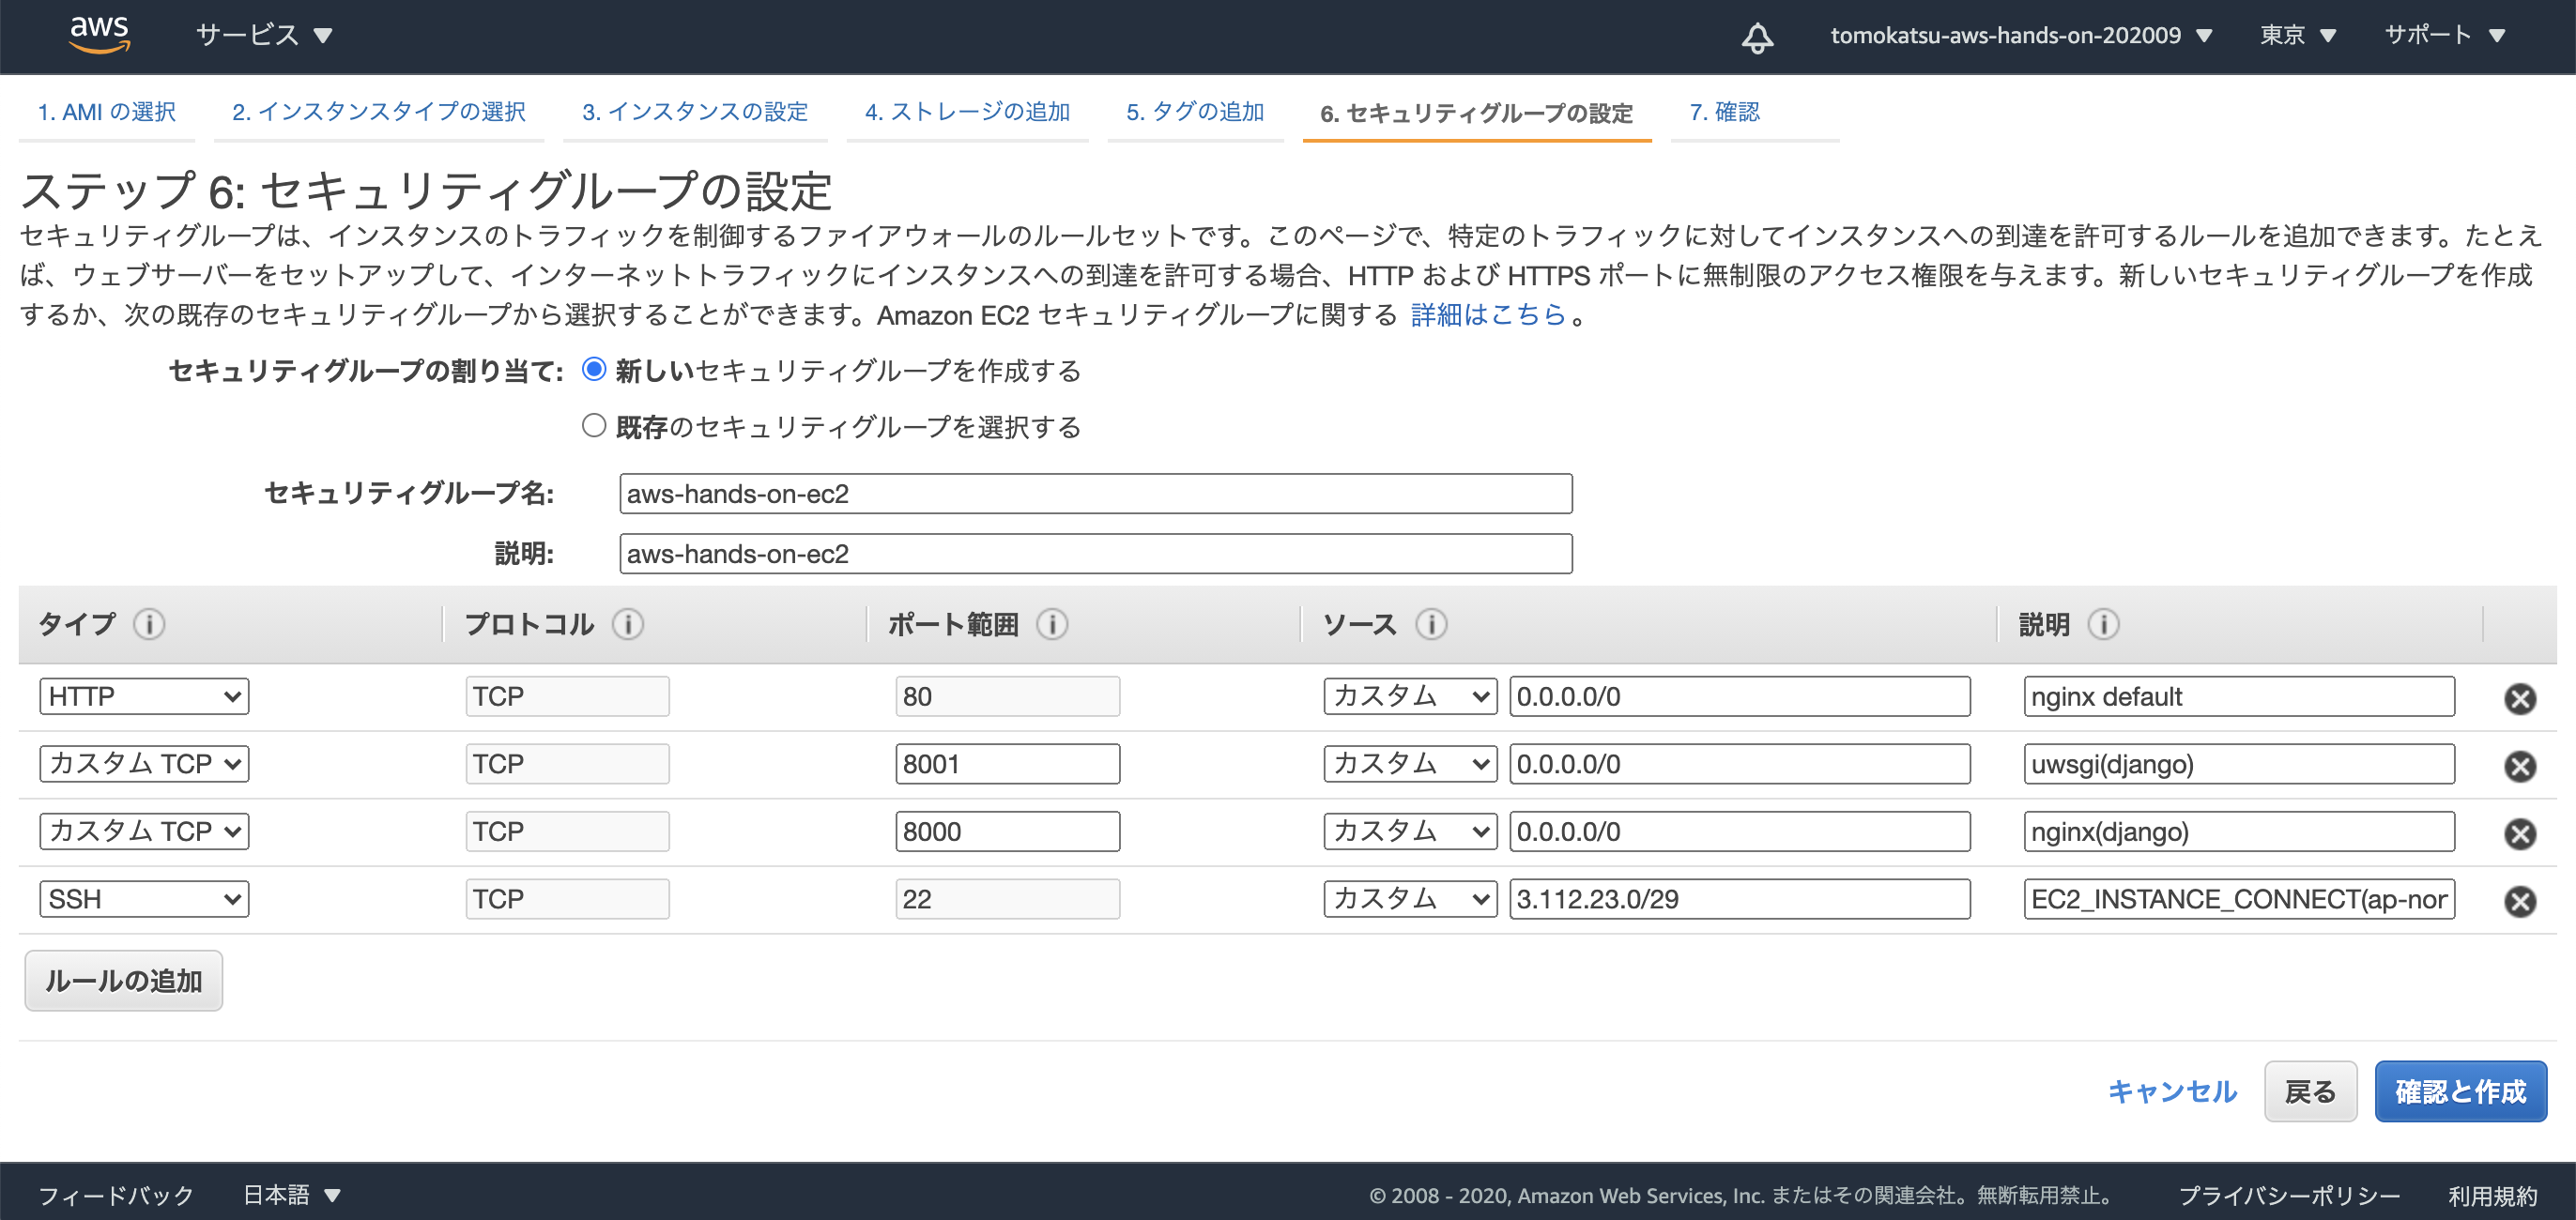 aws サービス tomokatsu-aws-hands-on-202009 東京 サポート
1. AMI の選択 2. インスタンスタイプの選択 3. インスタンスの設定 4. ストレージの追加 5. タグの追加 6. セキュリティグループの設定 7. 確認
ステップ 6: セキュリティグループの設定
セキュリティグループは、インスタンスのトラフィックを制御するファイアウォールのルールセットです。このページで、特定のトラフィックに対してインスタンスへの到達を許可するルールを追加できます。たとえ
ば、ウェブサーバーをセットアップして、インターネットトラフィックにインスタンスへの到達を許可する場合、HTTP および HTTPS ポートに無制限のアクセス権限を与えます。新しいセキュリティグループを作成
するか、次の既存のセキュリティグループから選択することができます。Amazon EC2 セキュリティグループに関する 詳細はこちら 。
セキュリティグループの割り当て: 新しいセキュリティグループを作成する
既存のセキュリティグループを選択する
セキュリティグループ名: aws-hands-on-ec2
説明: aws-hands-on-ec2
タイプ プロトコル ポート範囲 ソース 説明
HTTP TCP 80 カスタム 0.0.0.0/0 nginx default
カスタム TCP TCP 8001 カスタム 0.0.0.0/0 uwsgi(django)
カスタム TCP TCP 8000 カスタム 0.0.0.0/0 nginx(django)
SSH TCP 22 カスタム 3.112.23.0/29 EC2_INSTANCE_CONNECT(ap-nor
ルールの追加
キャンセル 戻る 確認と作成
フィードバック 日本語 © 2008 - 2020, Amazon Web Services, Inc. またはその関連会社。無断転用禁止。 プライバシーポリシー 利用規約